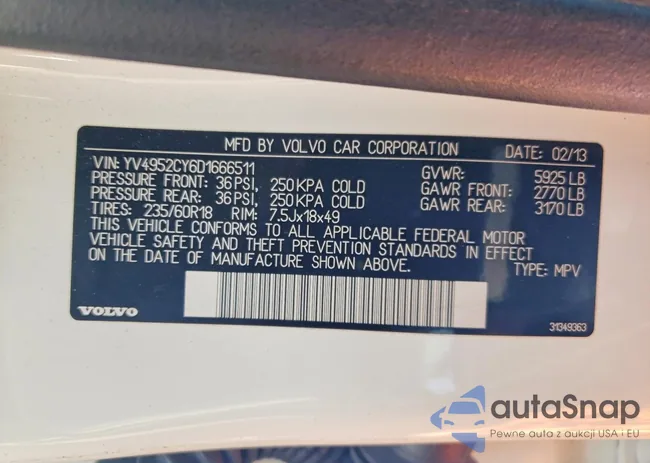 MFD BY VOLVO CAR CORPORATION DATE: 02/13
VIN: YV4952CY6D1666511 GVWR: 5925 LB
PRESSURE FRONT: 36 PSI, 250 KPA COLD GAWR FRONT: 2770 LB
PRESSURE REAR: 36 PSI, 250 KPA COLD GAWR REAR: 3170 LB
TIRES: 235/60R18 RIM: 7.5Jx18x49
THIS VEHICLE CONFORMS TO ALL APPLICABLE FEDERAL MOTOR
VEHICLE SAFETY AND THEFT PREVENTION STANDARDS IN EFFECT
ON THE DATE OF MANUFACTURE SHOWN ABOVE. TYPE: MPV
VOLVO 31349363
autaSnap
Pewne auta z aukcji USA i EU